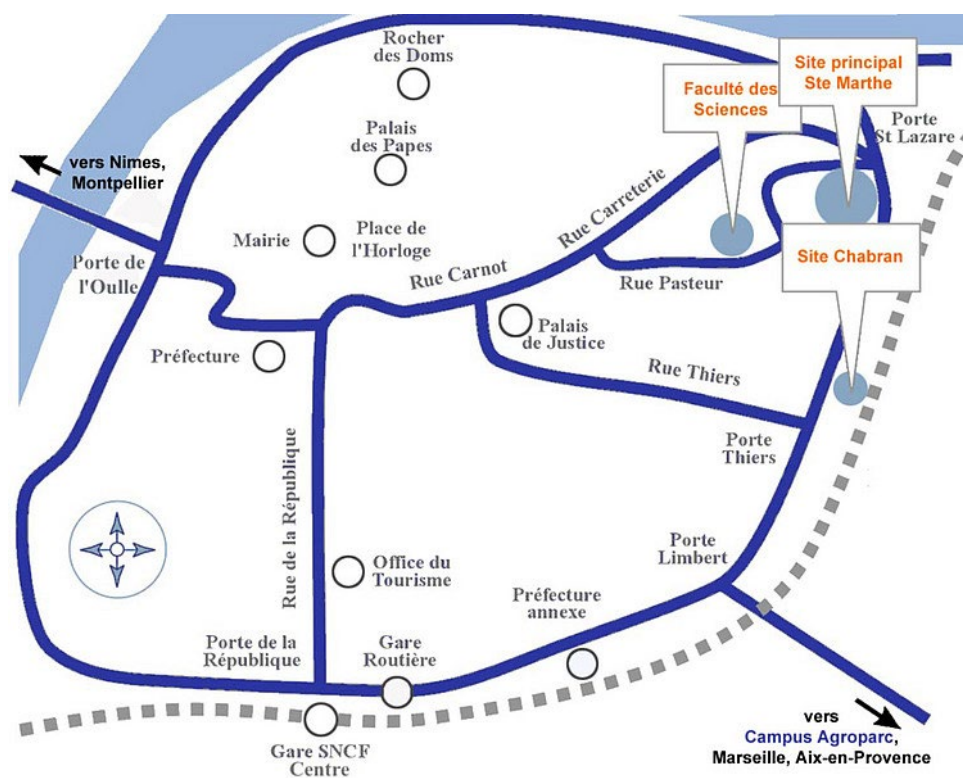 Rocher
des Doms
Site principal
Ste Marthe
Faculté des
Sciences
Porte
St Lazare
Palais
des Papes
vers Nimes,
Montpellier
Mairie
Place de
l'Horloge
Rue Carreterie
Porte de
l'Oulle
Rue Carnot
Rue Pasteur
Site Chabran
Palais
de Justice
Préfecture
Rue Thiers
Porte
Thiers
Rue de la République
Porte
Limbert
Office du
Tourisme
Préfecture
annexe
Porte de la
République
Gare
Routière
Gare SNCF
Centre
vers
Campus Agroparc,
Marseille, Aix-en-Provence